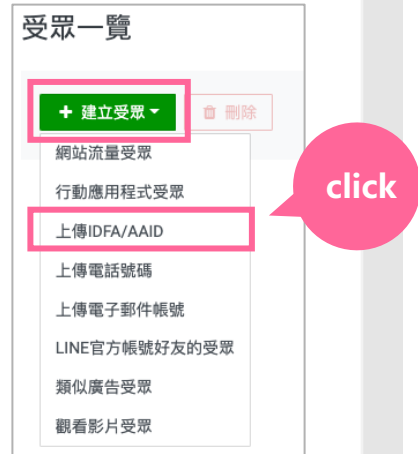 受眾一覽
+ 建立受眾
刪除
網站流量受眾
行動應用程式受眾
上傳IDFA/AAID
click
上傳電話號碼
上傳電子郵件帳號
LINE官方帳號好友的受眾
類似廣告受眾
觀看影片受眾